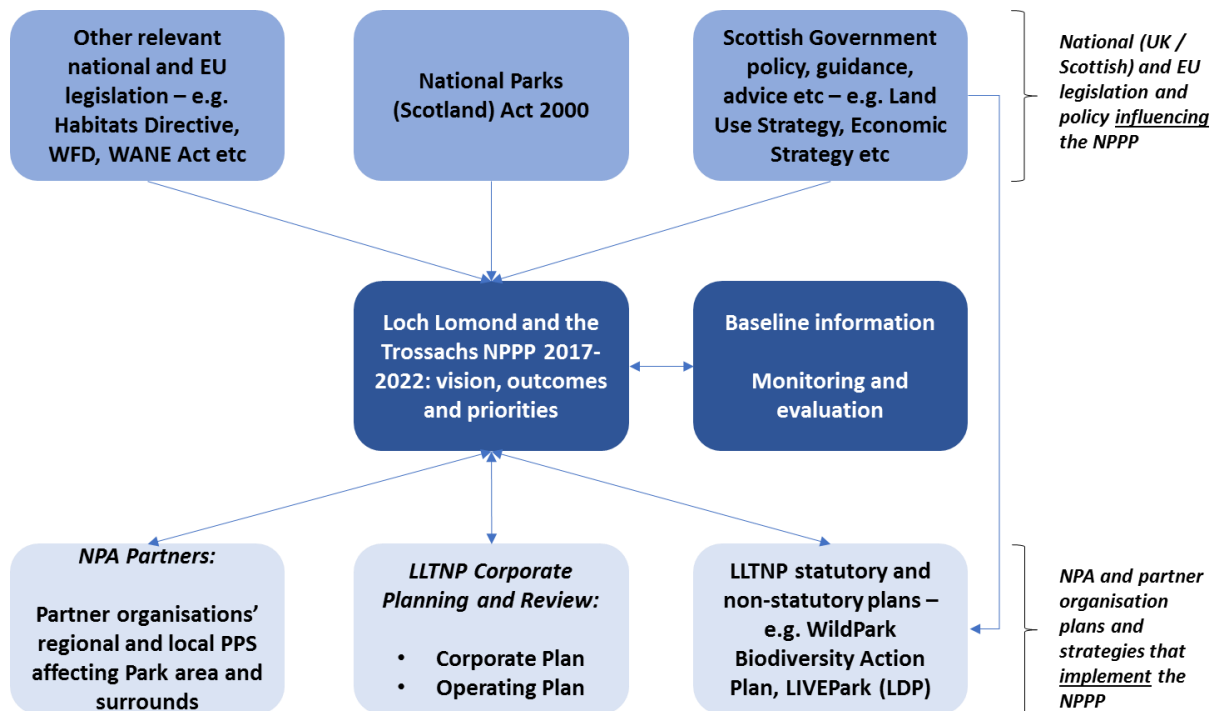 Other relevant
national and EU
legislation – e.g.
Habitats Directive,
WFD, WANE Act etc
National Parks
(Scotland) Act 2000
Scottish Government
policy, guidance,
advice etc – e.g. Land
Use Strategy, Economic
Strategy etc
National (UK /
Scottish) and EU
legislation and
policy influencing
the NPPP
Loch Lomond and the
Trossachs NPPP 2017-
2022: vision, outcomes
and priorities
Baseline information
Monitoring and
evaluation
NPA Partners:
Partner organisations’
regional and local PPS
affecting Park area and
surrounds
LLTNP Corporate
Planning and Review:
• Corporate Plan
• Operating Plan
LLTNP statutory and
non-statutory plans –
e.g. WildPark
Biodiversity Action
Plan, LIVEPark (LDP)
NPA and partner
organisation
plans and
strategies that
implement the
NPPP